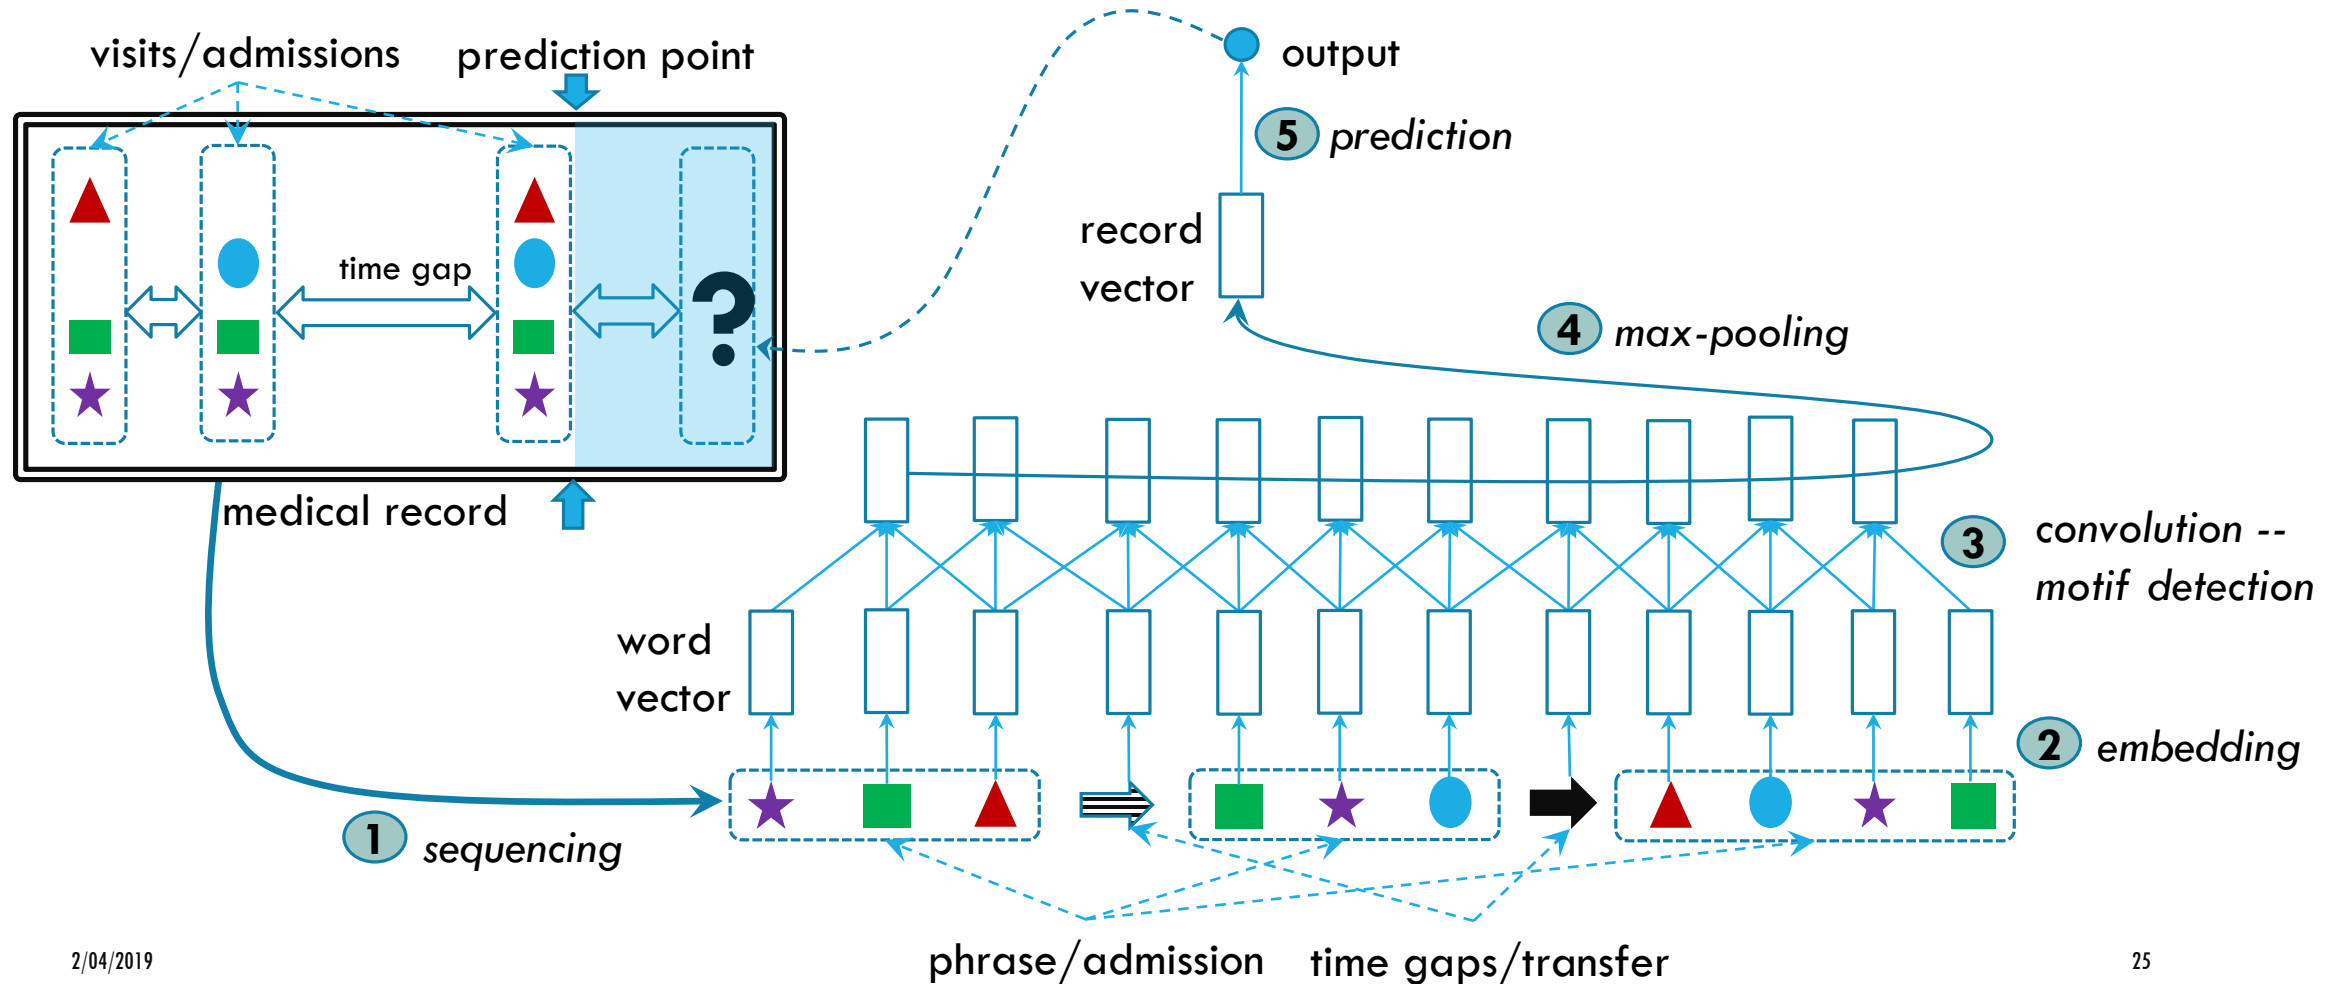 visits/admissions
prediction point
output
5 prediction
time gap
record
vector
?
4 max-pooling
medical record
3 convolution --
motif detection
word
vector
2 embedding
1 sequencing
phrase/admission
time gaps/transfer
2/04/2019
25